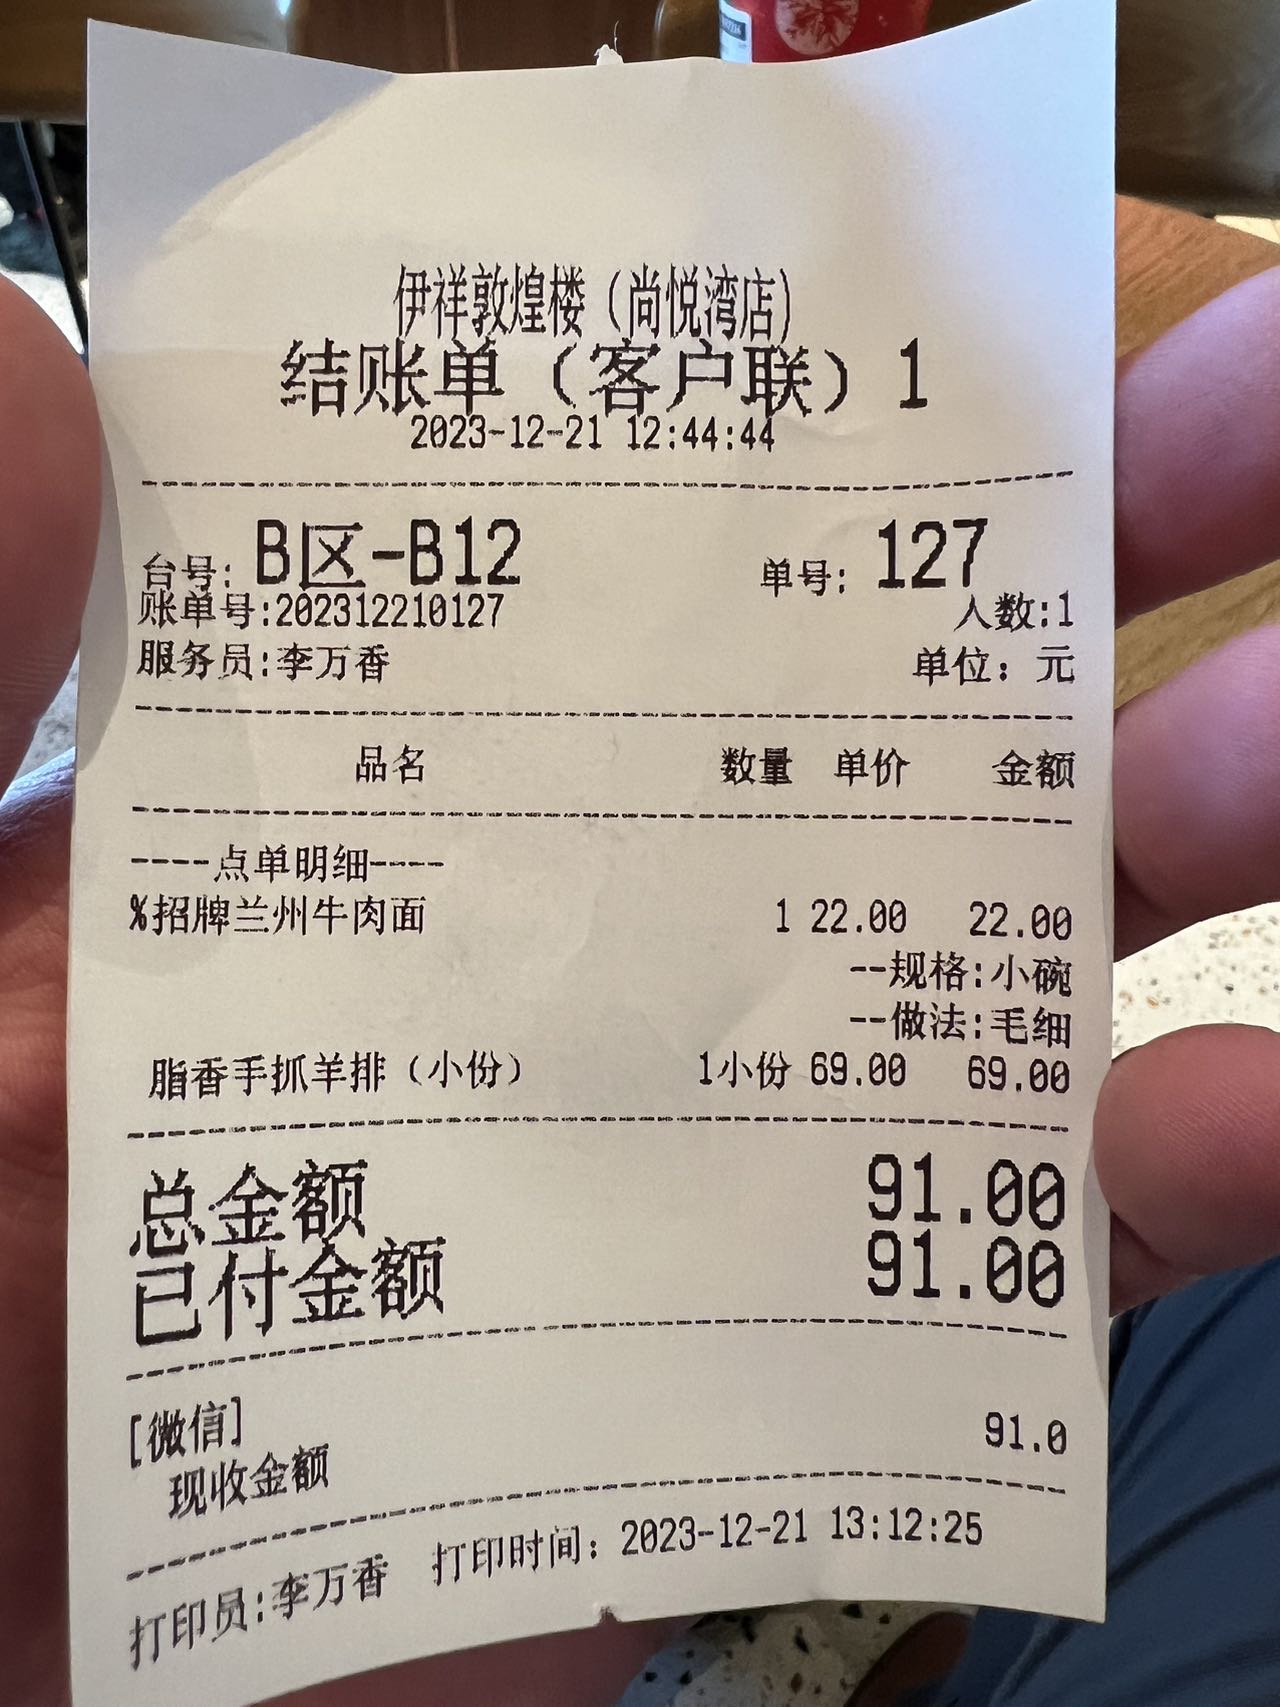 伊祥敦煌楼（尚悦湾店）
结账单（客户联）1
2023-12-21 12:44:44
台号: B区-B12 单号: 127
账单号:202312210127 人数:1
服务员:李万香 单位: 元
品名 数量 单价 金额
----点单明细----
%招牌兰州牛肉面 1 22.00 22.00
--规格:小碗
--做法:毛细
脂香手抓羊排（小份） 1小份 69.00 69.00
总金额 91.00
已付金额 91.00
[微信] 91.0
现收金额
打印员:李万香 打印时间: 2023-12-21 13:12:25